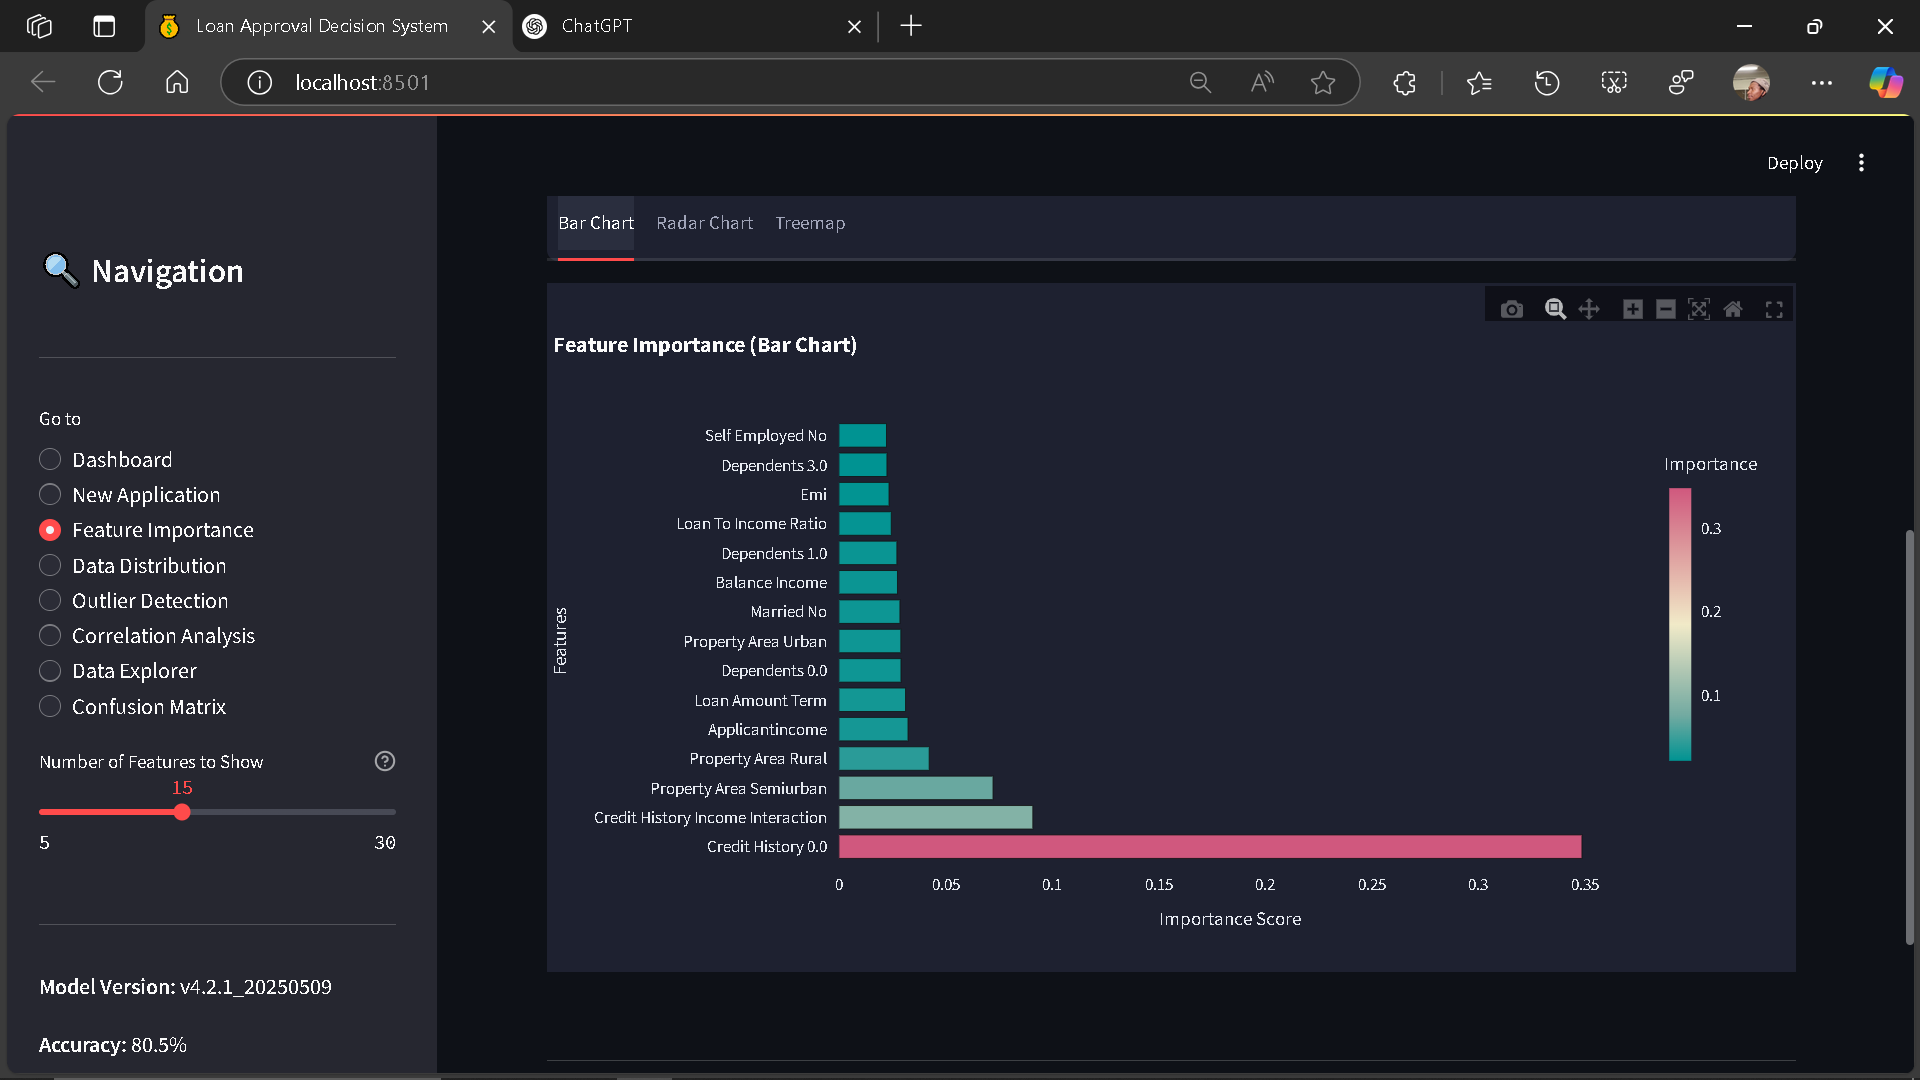 Loan Approval Decision System
ChatGPT
localhost:8501
Deploy
Navigation
Go to
Dashboard
New Application
Feature Importance
Data Distribution
Outlier Detection
Correlation Analysis
Data Explorer
Confusion Matrix
Number of Features to Show
15
5 30
Model Version: v4.2.1_20250509
Accuracy: 80.5%
Bar Chart Radar Chart Treemap
Feature Importance (Bar Chart)
Features
Self Employed No
Dependents 3.0
Emi
Loan To Income Ratio
Dependents 1.0
Balance Income
Married No
Property Area Urban
Dependents 0.0
Loan Amount Term
Applicantincome
Property Area Rural
Property Area Semiurban
Credit History Income Interaction
Credit History 0.0
0 0.05 0.1 0.15 0.2 0.25 0.3 0.35
Importance Score
Importance
0.3
0.2
0.1